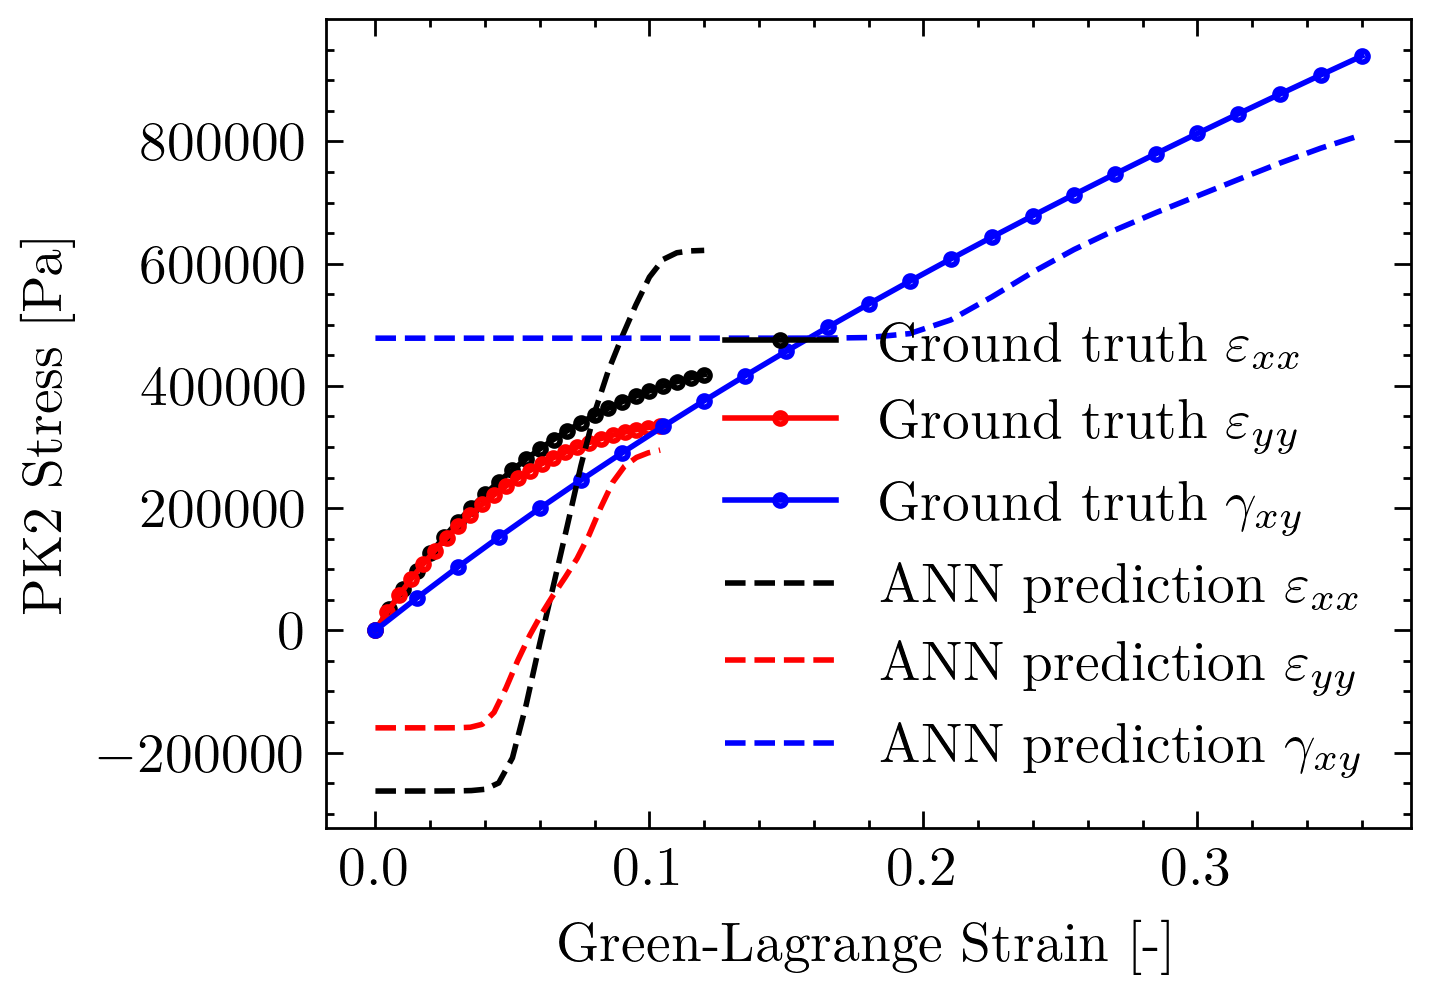 800000
600000
400000
200000
0
−200000
PK2 Stress [Pa]
Ground truth εxx
Ground truth εyy
Ground truth γxy
ANN prediction εxx
ANN prediction εyy
ANN prediction γxy
0.0 0.1 0.2 0.3
Green-Lagrange Strain [-]